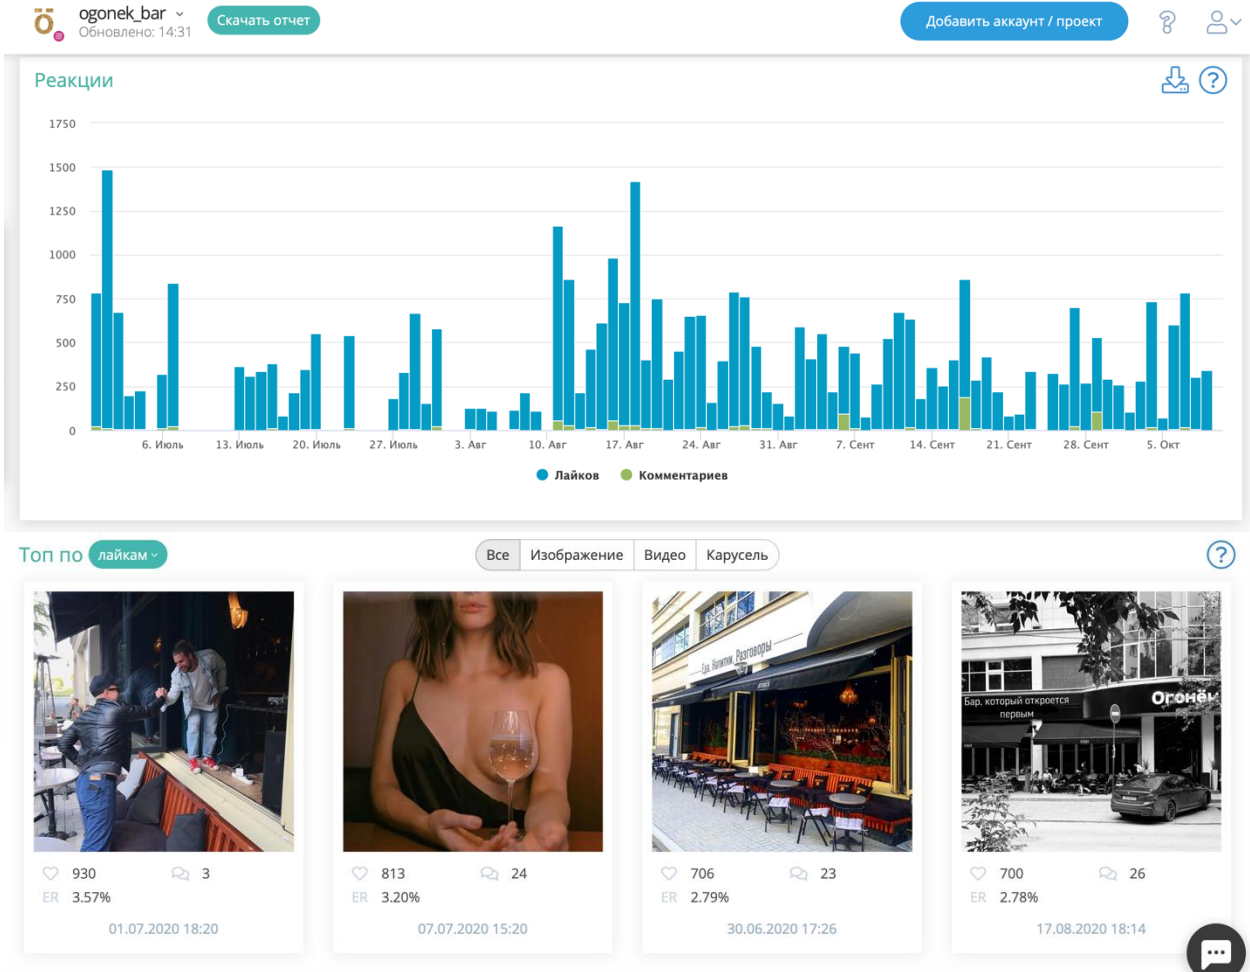 ö
ogonek_bar
Обновлено: 14:31
Скачать отчет
Добавить аккаунт / проект
?
Реакции
?
1750
1500
1250
1000
750
500
250
0
6. Июль 13. Июль 20. Июль 27. Июль 3. Авг 10. Авг 17. Авг 24. Авг 31. Авг 7. Сент 14. Сент 21. Сент 28. Сент 5. Окт
Лайков Комментариев
Топ по лайкам
Все Изображение Видео Карусель
?
Еда. Напитки. Разговоры
Бар, который откроется
первым
Огонёк
930 3
ER 3.57%
01.07.2020 18:20
813 24
ER 3.20%
07.07.2020 15:20
706 23
ER 2.79%
30.06.2020 17:26
700 26
ER 2.78%
17.08.2020 18:14